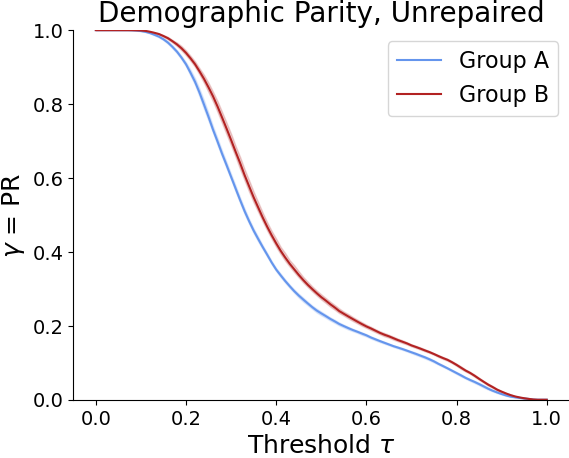 Demographic Parity, Unrepaired
Group A
Group B
γ = PR
1.0
0.8
0.6
0.4
0.2
0.0
0.0 0.2 0.4 0.6 0.8 1.0
Threshold τ